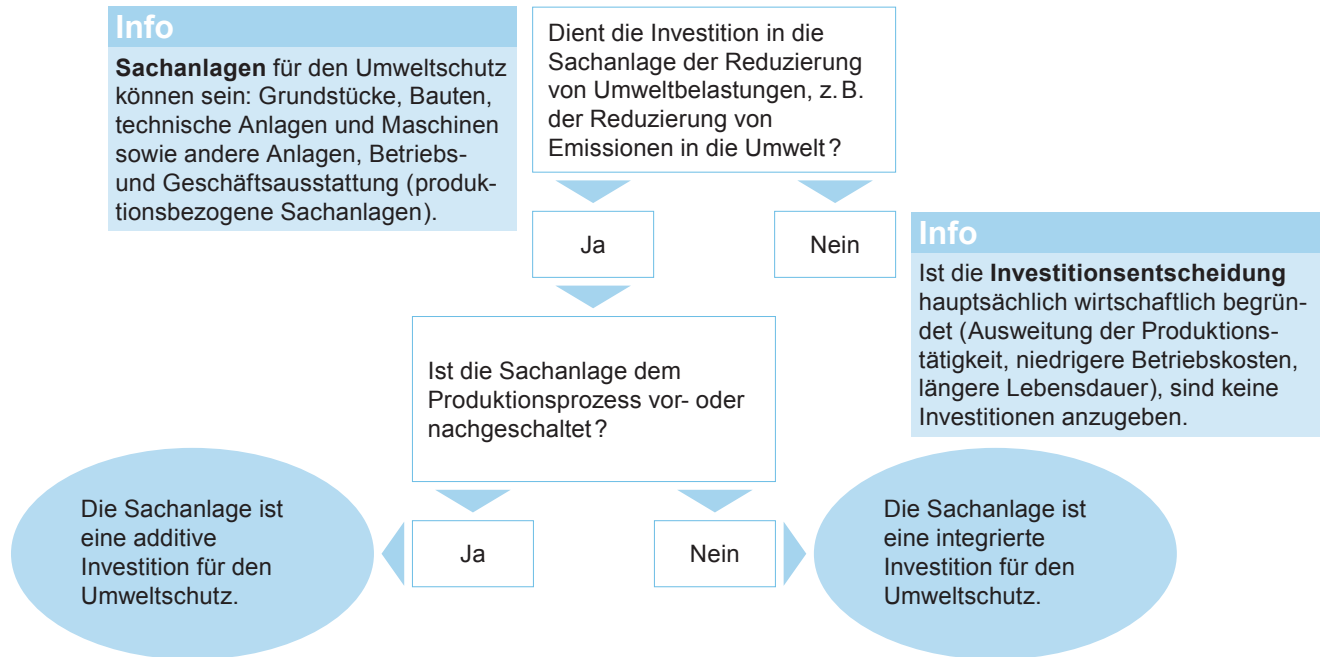 Info
Sachanlagen für den Umweltschutz
können sein: Grundstücke, Bauten,
technische Anlagen und Maschinen
sowie andere Anlagen, Betriebs-
und Geschäftsausstattung (produk-
tionsbezogene Sachanlagen).
Dient die Investition in die
Sachanlage der Reduzierung
von Umweltbelastungen, z. B.
der Reduzierung von
Emissionen in die Umwelt?
Ja
Nein
Info
Ist die Investitionsentscheidung
hauptsächlich wirtschaftlich begrün-
det (Ausweitung der Produktions-
tätigkeit, niedrigere Betriebskosten,
längere Lebensdauer), sind keine
Investitionen anzugeben.
Ist die Sachanlage dem
Produktionsprozess vor- oder
nachgeschaltet?
Die Sachanlage ist
eine additive
Investition für den
Umweltschutz.
Ja
Nein
Die Sachanlage ist
eine integrierte
Investition für den
Umweltschutz.